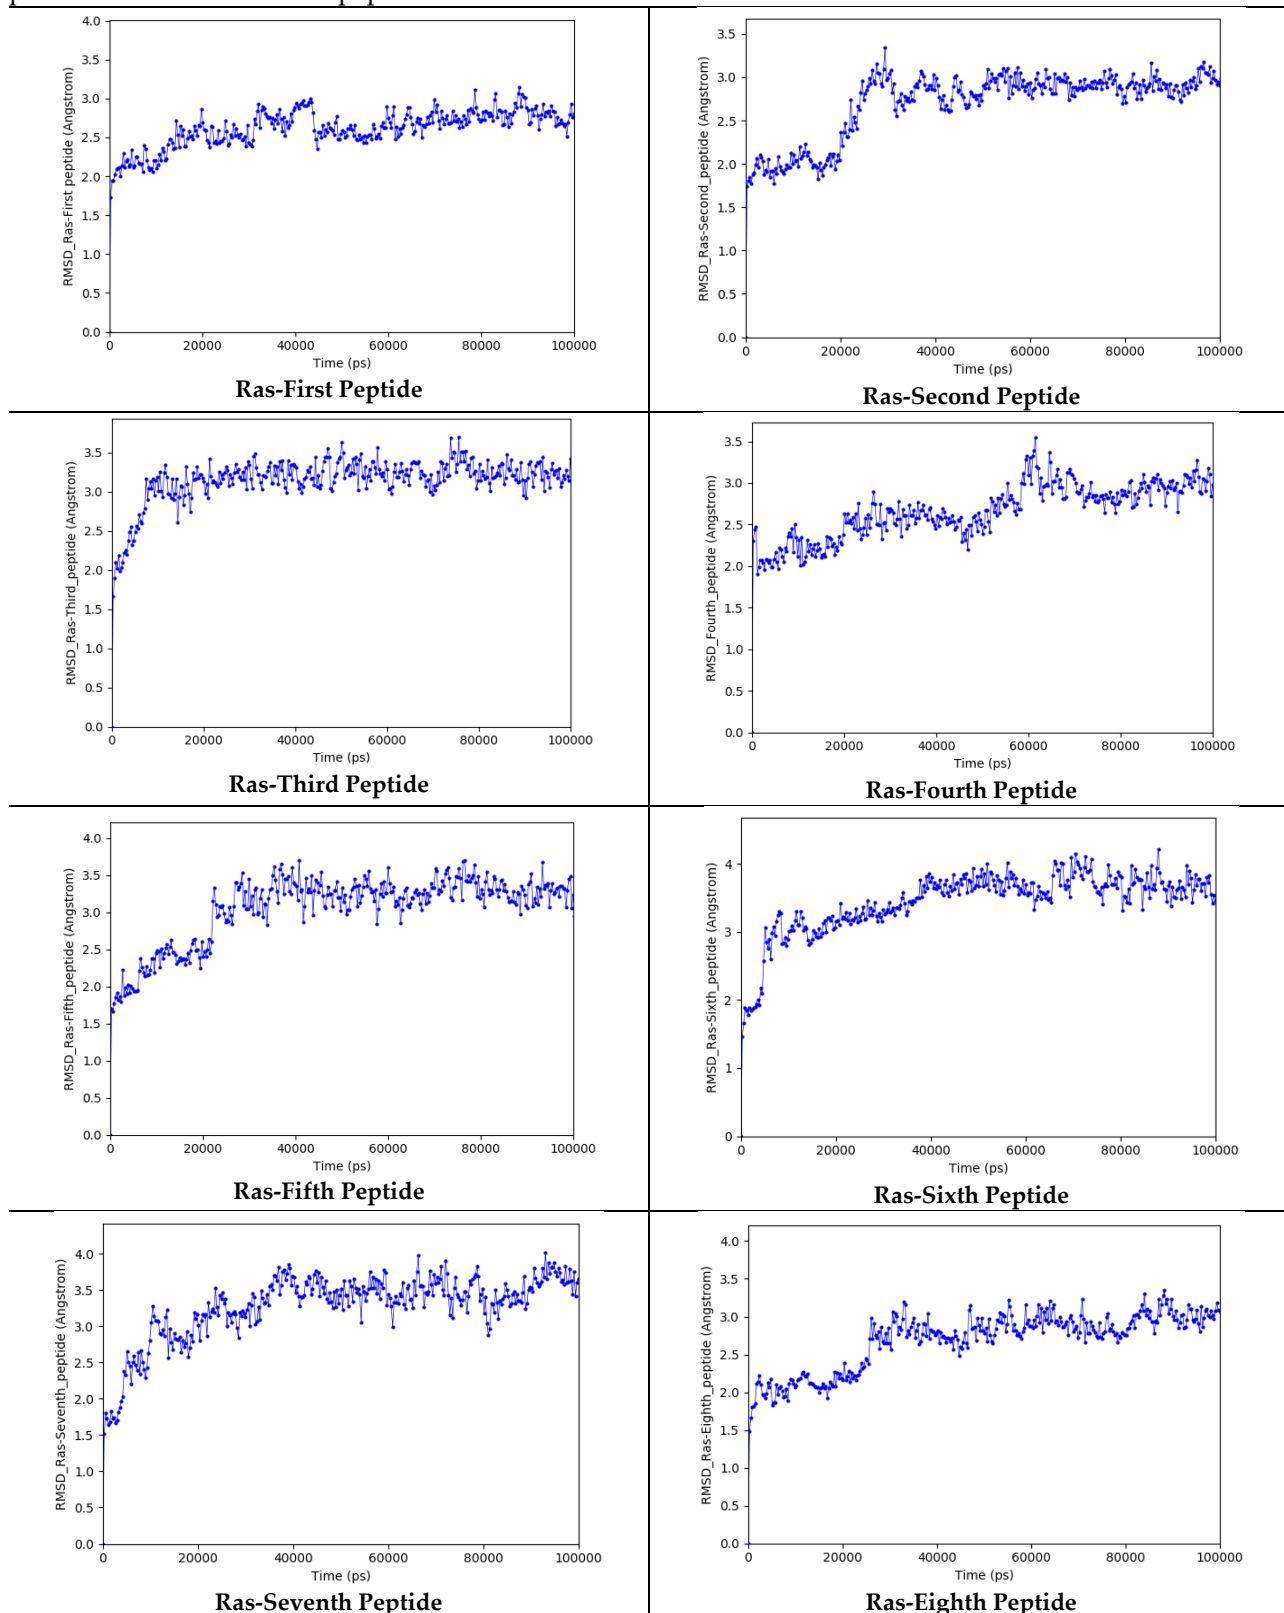 4.0
3.5
3.0
2.5
2.0
1.5
1.0
0.5
0.0
RMSD_Ras-First peptide (Angstrom)
0 20000 40000 60000 80000 100000
Time (ps)
Ras-First Peptide
3.5
3.0
2.5
2.0
1.5
1.0
0.5
0.0
RMSD_Ras-Second_peptide (Angstrom)
0 20000 40000 60000 80000 100000
Time (ps)
Ras-Second Peptide
3.5
3.0
2.5
2.0
1.5
1.0
0.5
0.0
RMSD_Ras-Third_peptide (Angstrom)
0 20000 40000 60000 80000 100000
Time (ps)
Ras-Third Peptide
3.5
3.0
2.5
2.0
1.5
1.0
0.5
0.0
RMSD_Fourth_peptide (Angstrom)
0 20000 40000 60000 80000 100000
Time (ps)
Ras-Fourth Peptide
4.0
3.5
3.0
2.5
2.0
1.5
1.0
0.5
0.0
RMSD_Ras-Fifth_peptide (Angstrom)
0 20000 40000 60000 80000 100000
Time (ps)
Ras-Fifth Peptide
4
3
2
1
0
RMSD_Ras-Sixth_peptide (Angstrom)
0 20000 40000 60000 80000 100000
Time (ps)
Ras-Sixth Peptide
4.0
3.5
3.0
2.5
2.0
1.5
1.0
0.5
0.0
RMSD_Ras-Seventh_peptide (Angstrom)
0 20000 40000 60000 80000 100000
Time (ps)
Ras-Seventh Peptide
4.0
3.5
3.0
2.5
2.0
1.5
1.0
0.5
0.0
RMSD_Ras-Eighth_peptide (Angstrom)
0 20000 40000 60000 80000 100000
Time (ps)
Ras-Eighth Peptide